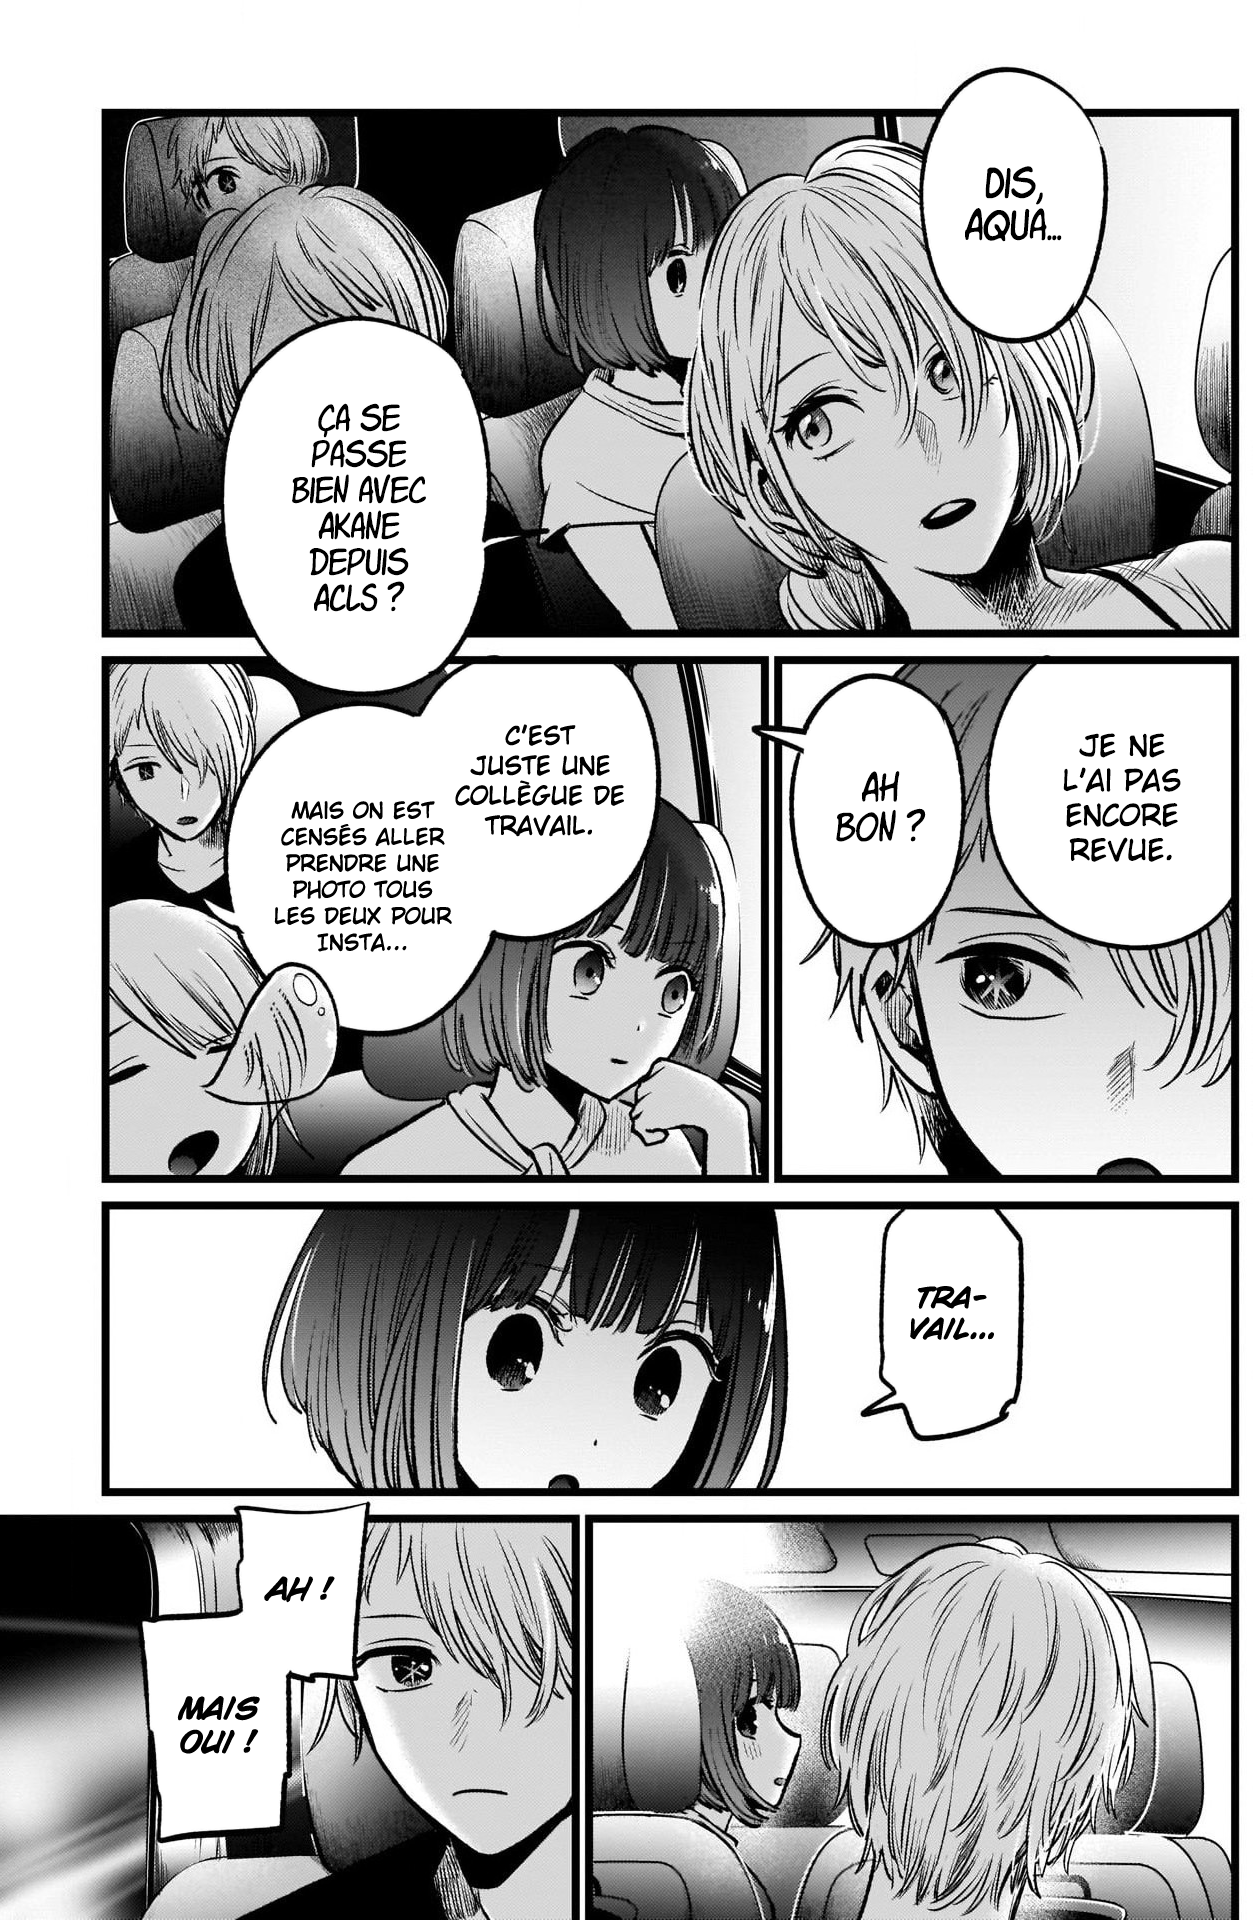 DIS,
AQUA...
ÇA SE
PASSE
BIEN AVEC
AKANE
DEPUIS
ACLS ?
JE NE
L'AI PAS
ENCORE
REVUE.
AH
BON ?
C'EST
JUSTE UNE
COLLÈGUE DE
TRAVAIL.
MAIS ON EST
CENSÉS ALLER
PRENDRE UNE
PHOTO TOUS
LES DEUX POUR
INSTA...
TRA-
VAIL...
AH !
MAIS
OUI !